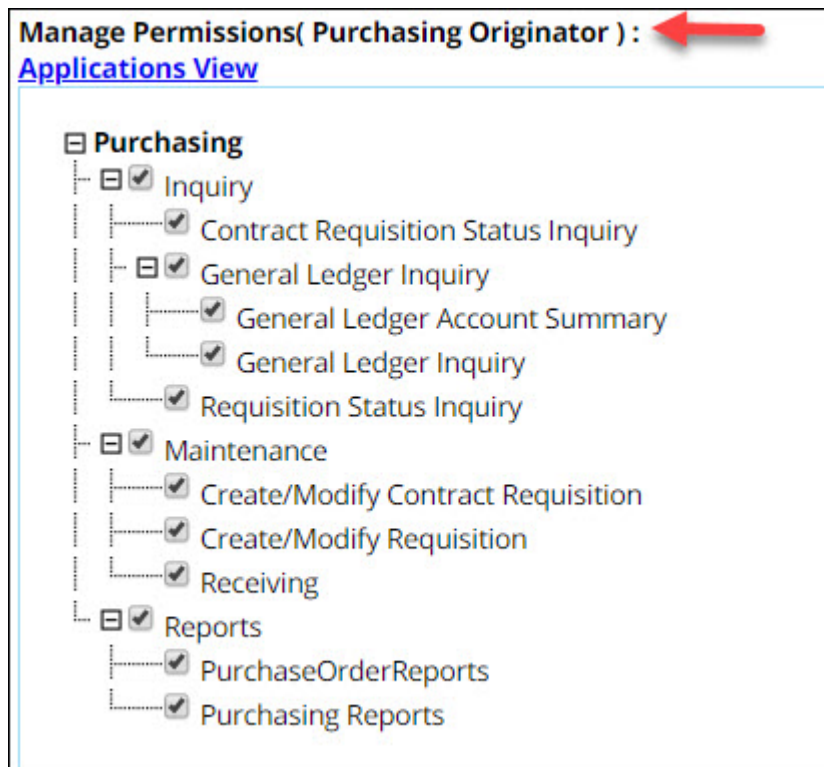 Manage Permissions( Purchasing Originator ) :
Applications View
Purchasing
Inquiry
Contract Requisition Status Inquiry
General Ledger Inquiry
General Ledger Account Summary
General Ledger Inquiry
Requisition Status Inquiry
Maintenance
Create/Modify Contract Requisition
Create/Modify Requisition
Receiving
Reports
PurchaseOrderReports
Purchasing Reports